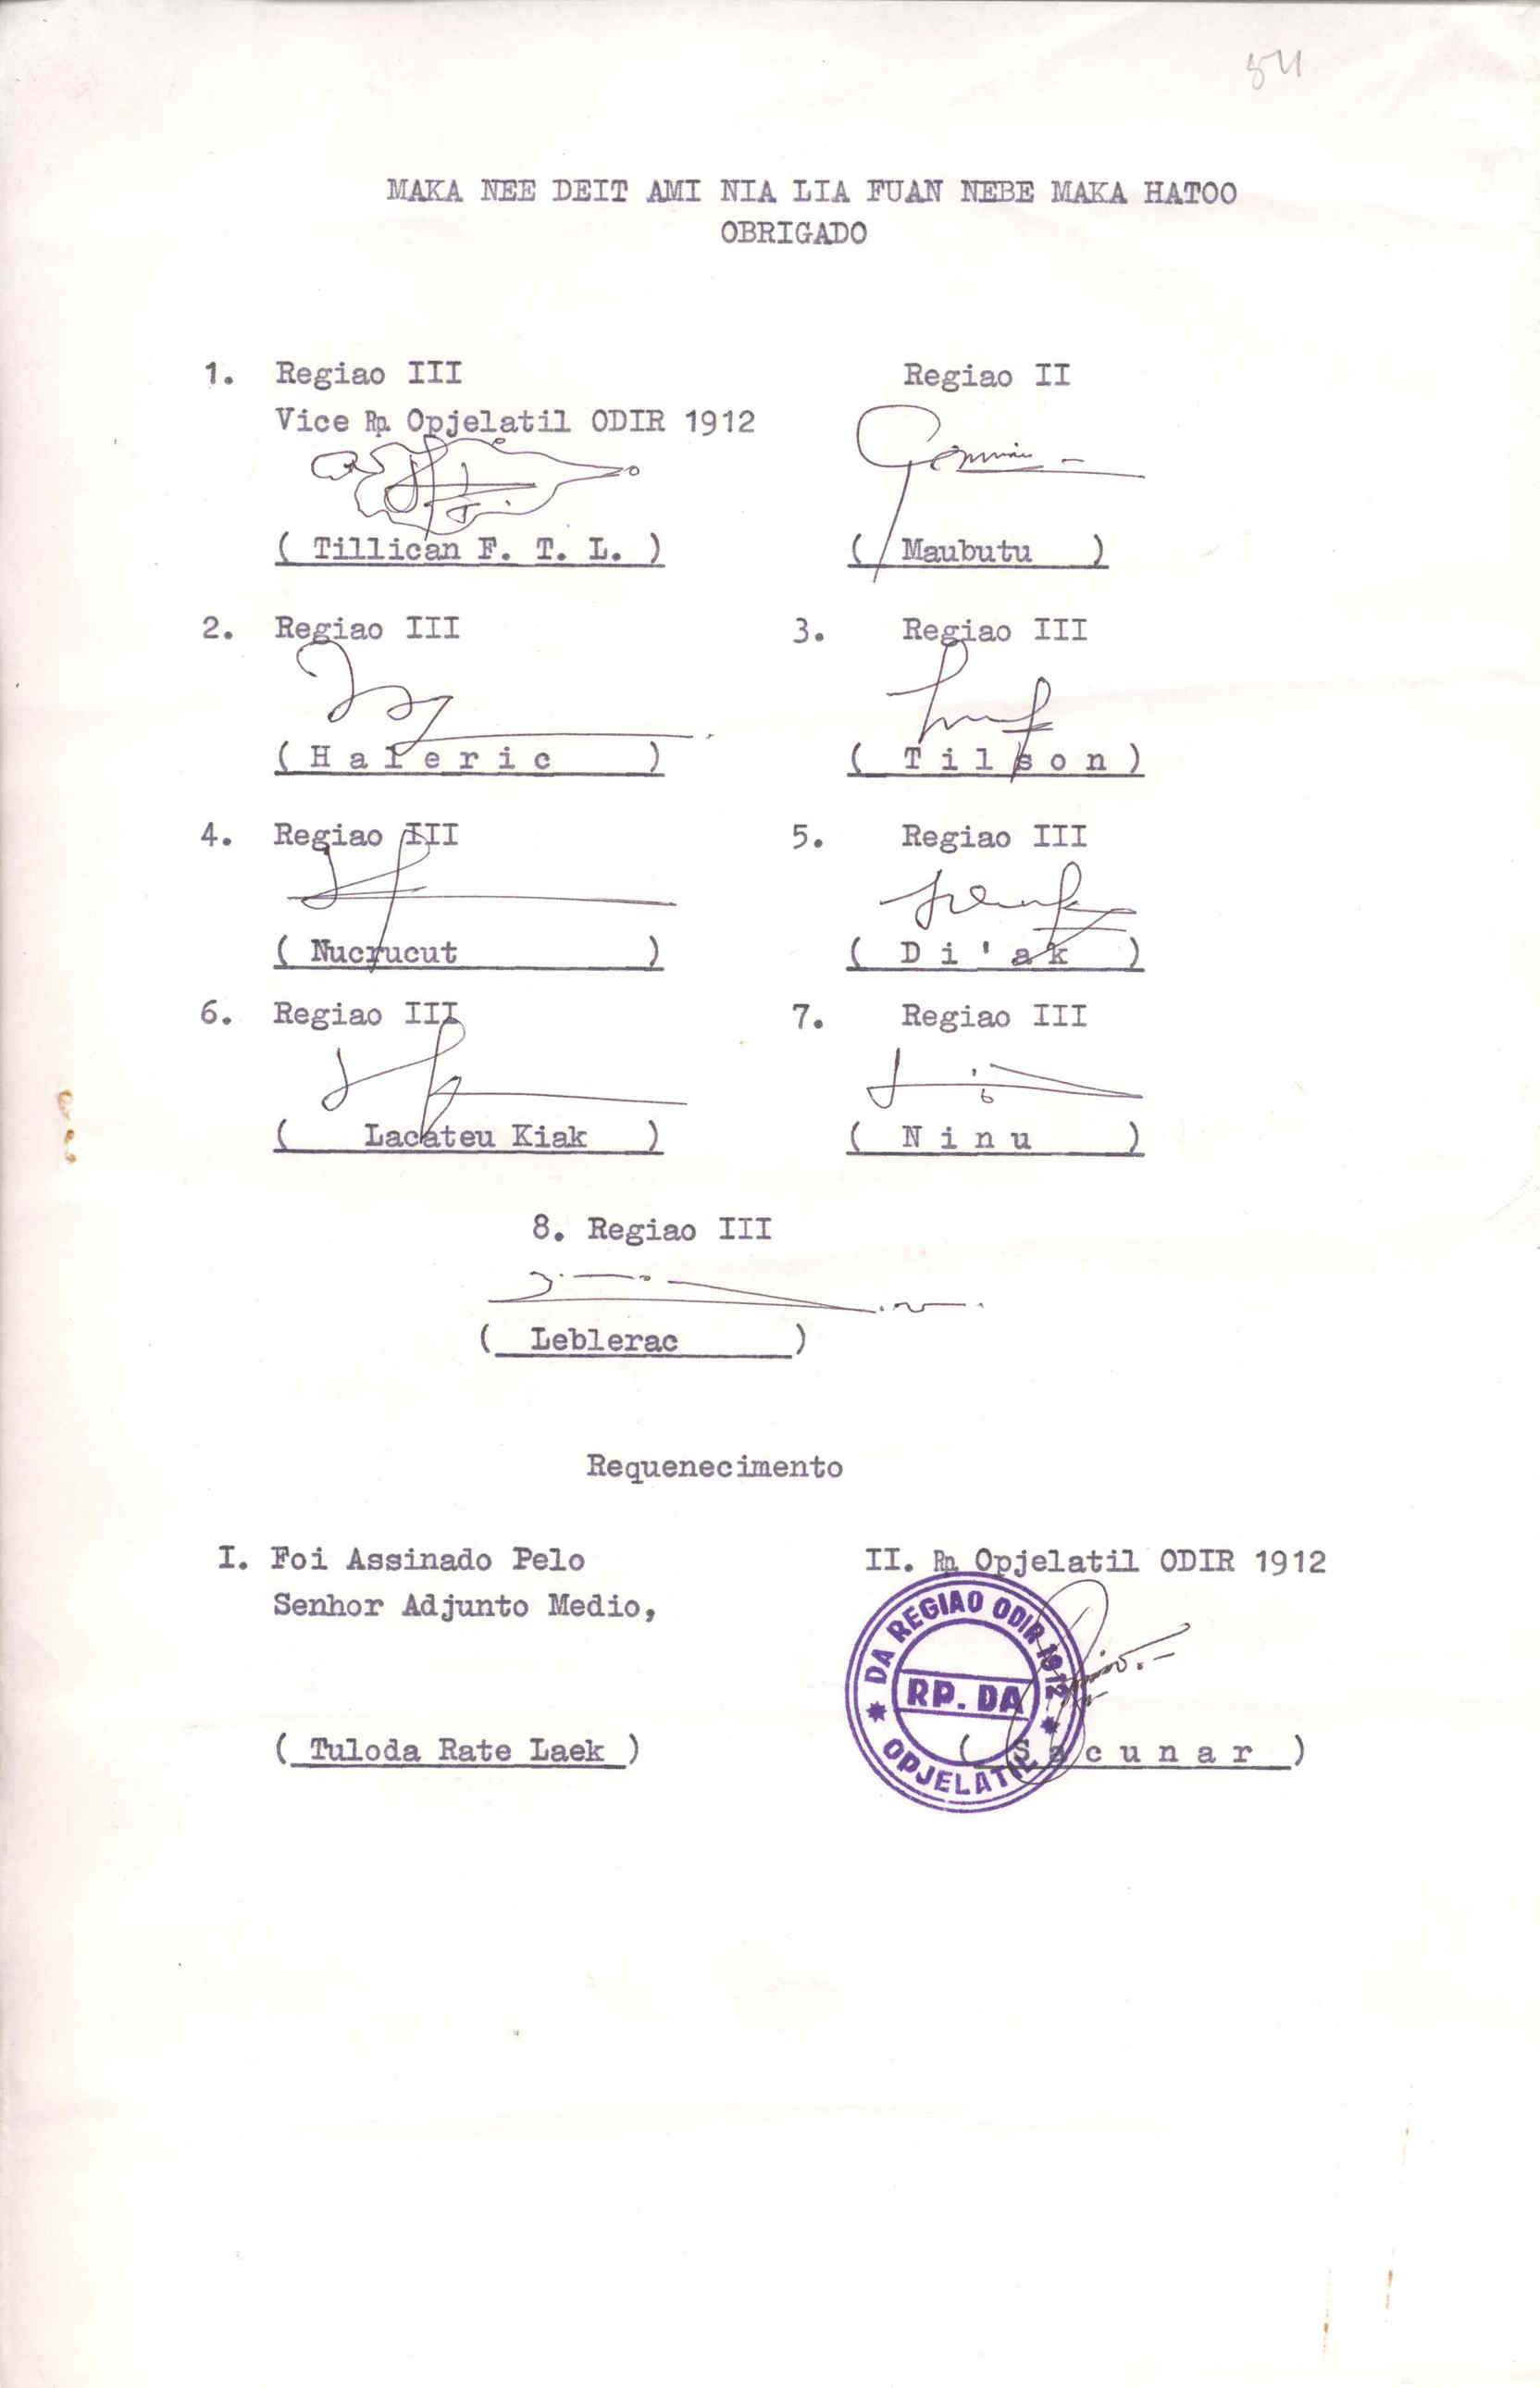 54
MAKA NEE DEIT AMI NIA LIA FUAN NEBE MAKA HATOO
OBRIGADO
1. Regiao III
Vice Rp. Opjelatil ODIR 1912
( Tillican F. T. L. )
Regiao II
( Maubutu )
2. Regiao III
( H a l e r i c )
3. Regiao III
( T i l s o n )
4. Regiao III
( Nucrucut )
5. Regiao III
( D i ' a k )
6. Regiao III
( Lacateu Kiak )
7. Regiao III
( N i n u )
8. Regiao III
( Leblerac )
Requenecimento
I. Foi Assinado Pelo
Senhor Adjunto Medio,
( Tuloda Rate Laek )
II. Rp. Opjelatil ODIR 1912
DA REGIAO ODIR 1912
RP. DA
OPJELATIL
( S a c u n a r )